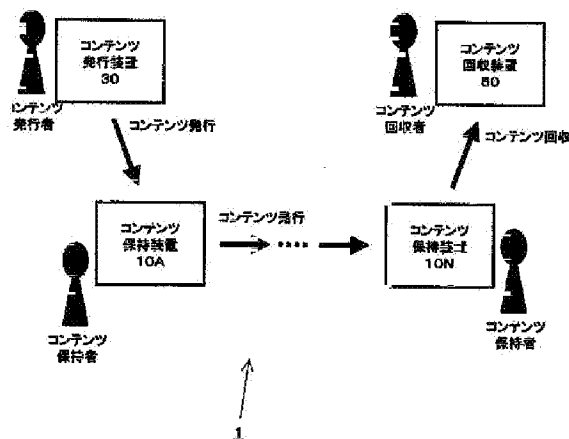 コンテンツ
発行装置
30
コンテンツ
発行者
コンテンツ発行
コンテンツ
回収装置
50
コンテンツ
回収者
コンテンツ回収
コンテンツ
保持装置
10A
コンテンツ
保持者
コンテンツ発行
コンテンツ
保持装置
10N
コンテンツ
保持者
1